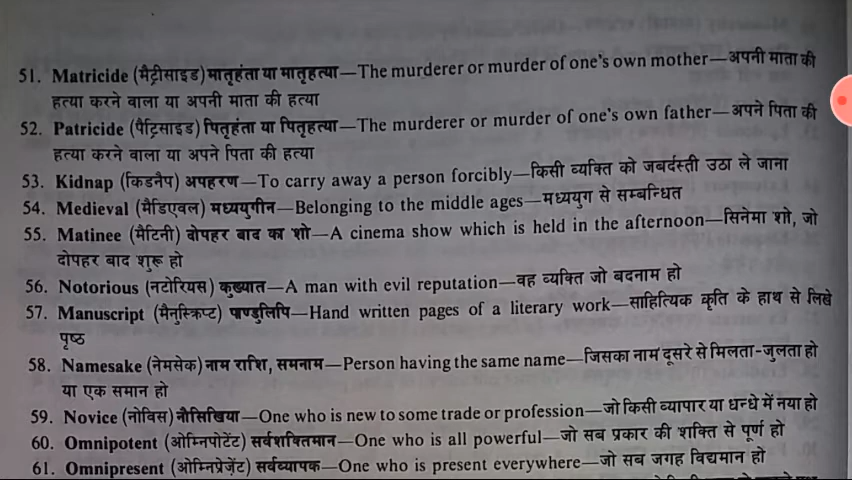 51. Matricide (मैट्रीसाइड) मातृहंता या मातृहत्या—The murderer or murder of one's own mother—अपनी माता की
हत्या करने वाला या अपनी माता की हत्या
52. Patricide (पैट्रिसाइड) पितृहंता या पितृहत्या—The murderer or murder of one's own father—अपने पिता की
हत्या करने वाला या अपने पिता की हत्या
53. Kidnap (किडनैप) अपहरण—To carry away a person forcibly—किसी व्यक्ति को जबर्दस्ती उठा ले जाना
54. Medieval (मैडिएवल) मध्ययुगीन—Belonging to the middle ages—मध्ययुग से सम्बन्धित
55. Matinee (मैटिनी) दोपहर बाद का शो—A cinema show which is held in the afternoon—सिनेमा शो, जो
दोपहर बाद शुरू हो
56. Notorious (नटोरियस) कुख्यात—A man with evil reputation—वह व्यक्ति जो बदनाम हो
57. Manuscript (मैनुस्क्रिप्ट) पाण्डुलिपि—Hand written pages of a literary work—साहित्यिक कृति के हाथ से लिखे
पृष्ठ
58. Namesake (नेमसेक) नाम राशि, समनाम—Person having the same name—जिसका नाम दूसरे से मिलता-जुलता हो
या एक समान हो
59. Novice (नोविस) नौसिखिया—One who is new to some trade or profession—जो किसी व्यापार या धन्धे में नया हो
60. Omnipotent (ओम्निपोटेंट) सर्वशक्तिमान—One who is all powerful—जो सब प्रकार की शक्ति से पूर्ण हो
61. Omnipresent (ओम्निप्रेज़ेंट) सर्वव्यापक—One who is present everywhere—जो सब जगह विद्यमान हो